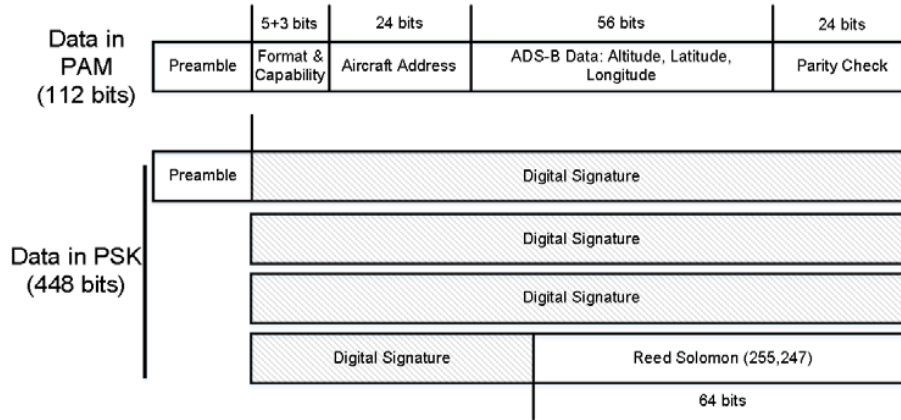 5+3 bits 24 bits 56 bits 24 bits
Data in
PAM
(112 bits)
Preamble
Format &
Capability
Aircraft Address
ADS-B Data: Altitude, Latitude,
Longitude
Parity Check
Preamble
Digital Signature
Digital Signature
Data in PSK
(448 bits)
Digital Signature
Digital Signature
Reed Solomon (255,247)
64 bits